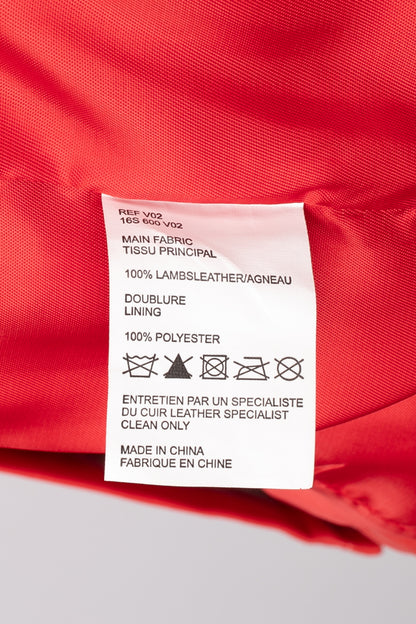 REF V02
16S 600 V02
MAIN FABRIC
TISSU PRINCIPAL
100% LAMBSLEATHER/AGNEAU
DOUBLURE
LINING
100% POLYESTER
ENTRETIEN PAR UN SPECIALISTE
DU CUIR LEATHER SPECIALIST
CLEAN ONLY
MADE IN CHINA
FABRIQUE EN CHINE